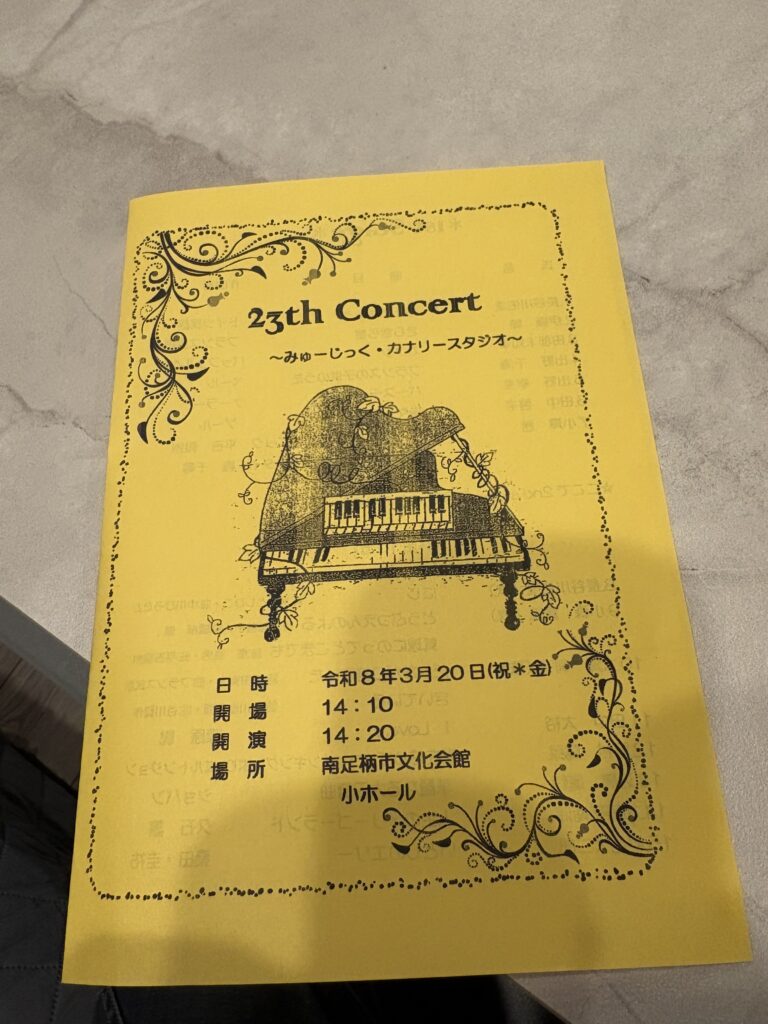 23th Concert
～みゅーじっく・カナリースタジオ～
日 時 令和8年3月20日(祝＊金)
開 場 14：10
開 演 14：20
場 所 南足柄市文化会館
小ホール